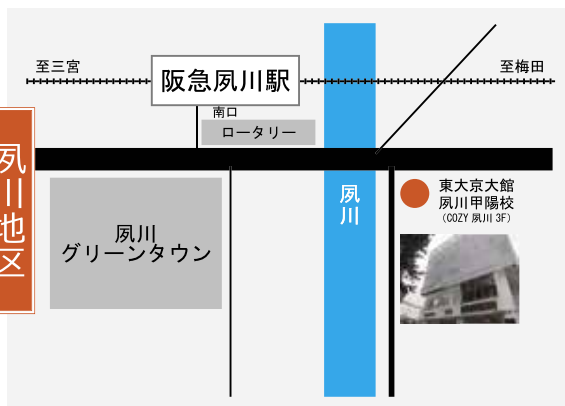 至三宮
阪急夙川駅
至梅田
南口
ロータリー
夙川地区
夙川
東大京大館
夙川甲陽校
(COZY 夙川 3F)
夙川
グリーンタウン